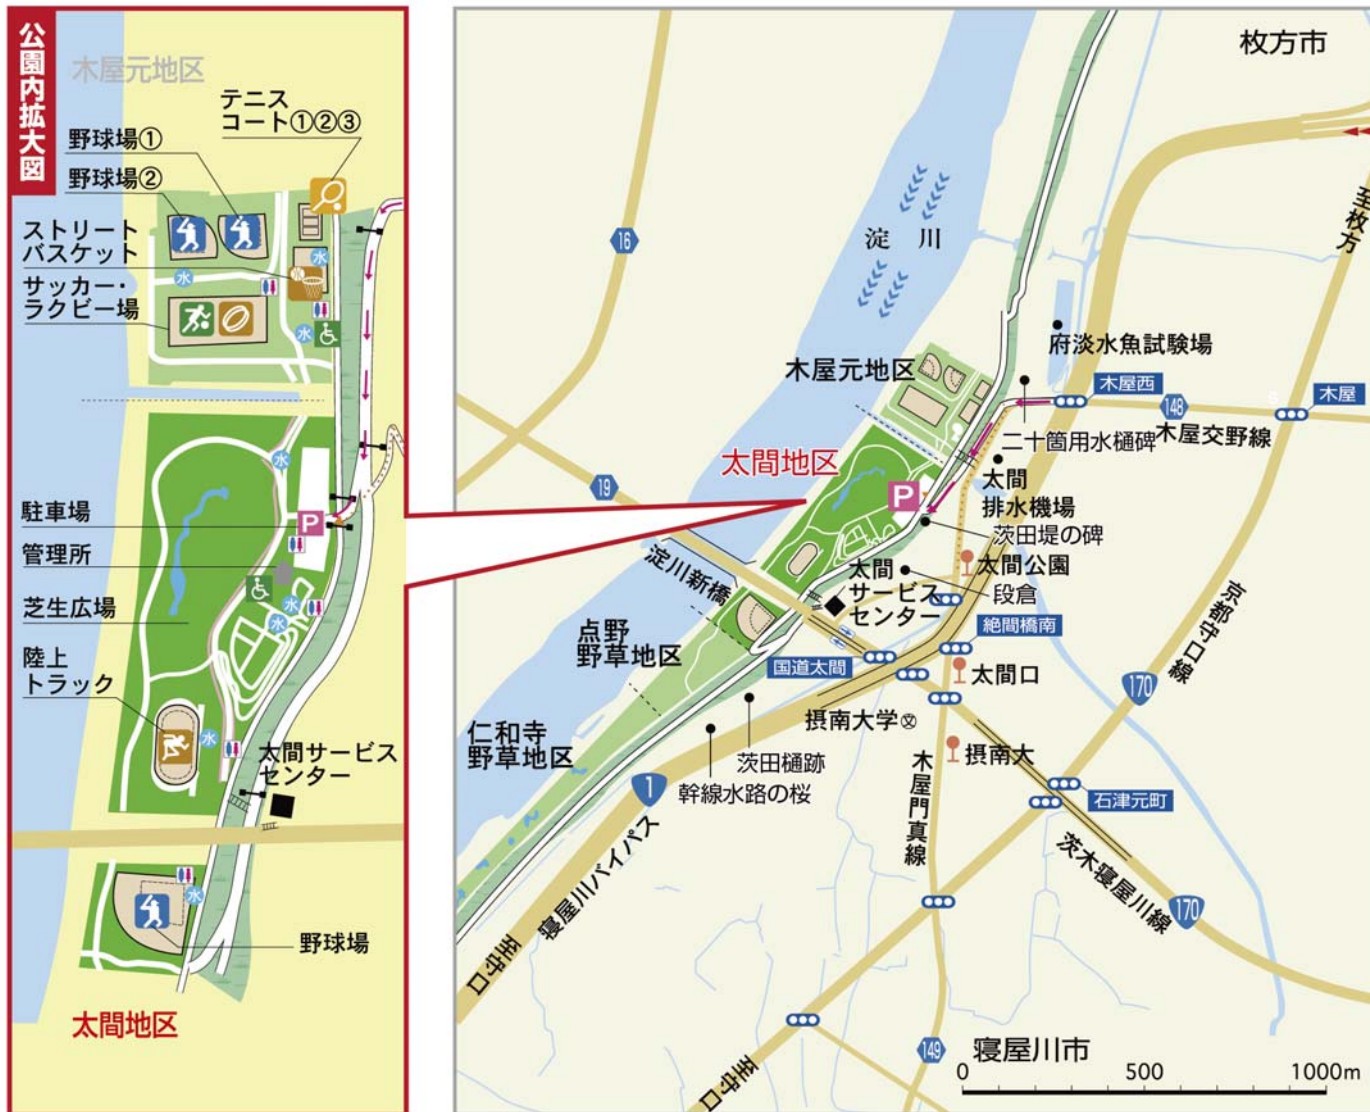 公園内拡大図
木屋元地区
テニス
コート①②③
野球場①
野球場②
ストリート
バスケット
サッカー・
ラクビー場
水
水
水
水
駐車場
P
管理所
芝生広場
水
水
陸上
トラック
水
太間サービス
センター
水
野球場
太間地区
枚方市
至枚方
16
淀川
府淡水魚試験場
木屋元地区
木屋西
148
木屋
木屋交野線
二十箇用水樋碑
太間地区
太間
排水機場
19
P
茨田堤の碑
淀川新橋
太間公園
太間
サービス
センター
段倉
京都守口線
点野
野草地区
絶間橋南
国道太間
太間口
170
摂南大学
文
仁和寺
野草地区
茨田樋跡
摂南大
幹線水路の桜
1
木屋門真線
石津元町
寝屋川バイパス
茨木寝屋川線
170
至守口
至守口
149
寝屋川市
0 500 1000m